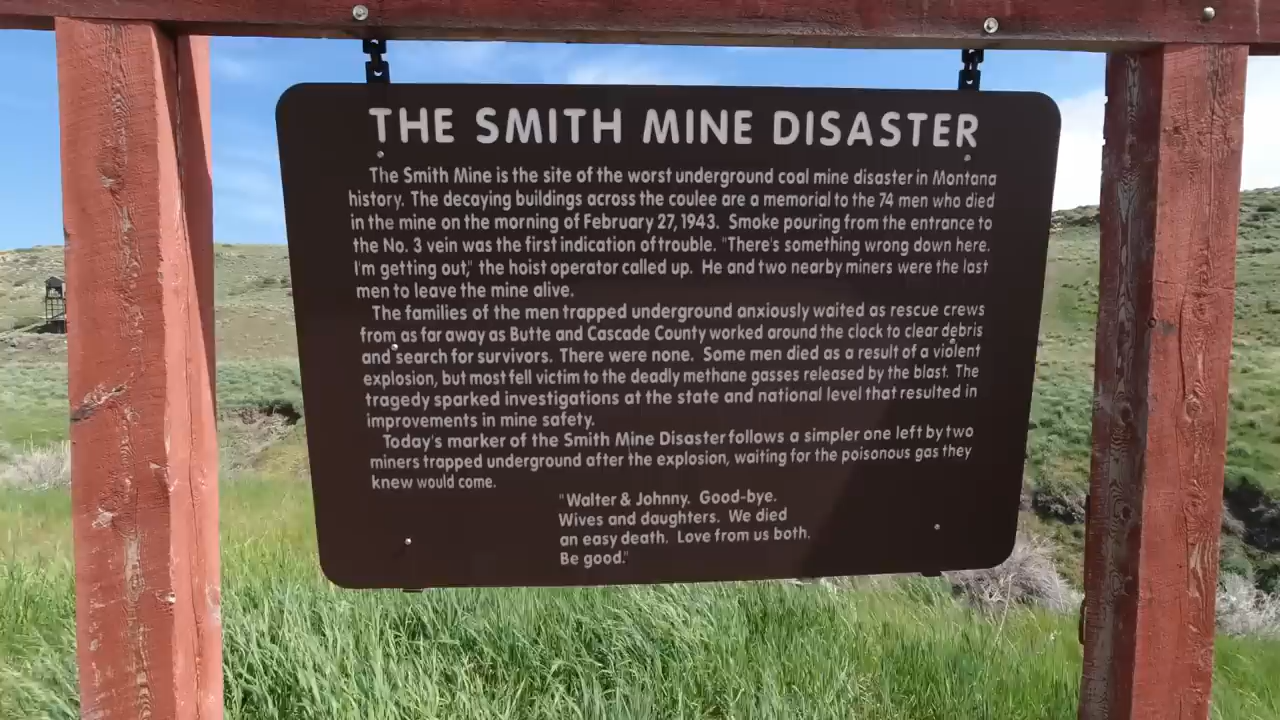 THE SMITH MINE DISASTER
The Smith Mine is the site of the worst underground coal mine disaster in Montana
history. The decaying buildings across the coulee are a memorial to the 74 men who died
in the mine on the morning of February 27, 1943. Smoke pouring from the entrance to
the No. 3 vein was the first indication of trouble. "There's something wrong down here.
I'm getting out," the hoist operator called up. He and two nearby miners were the last
men to leave the mine alive.
The families of the men trapped underground anxiously waited as rescue crews
from as far away as Butte and Cascade County worked around the clock to clear debris
and search for survivors. There were none. Some men died as a result of a violent
explosion, but most fell victim to the deadly methane gasses released by the blast. The
tragedy sparked investigations at the state and national level that resulted in
improvements in mine safety.
Today's marker of the Smith Mine Disaster follows a simpler one left by two
miners trapped underground after the explosion, waiting for the poisonous gas they
knew would come.
"Walter & Johnny. Good-bye.
Wives and daughters. We died
an easy death. Love from us both.
Be good."